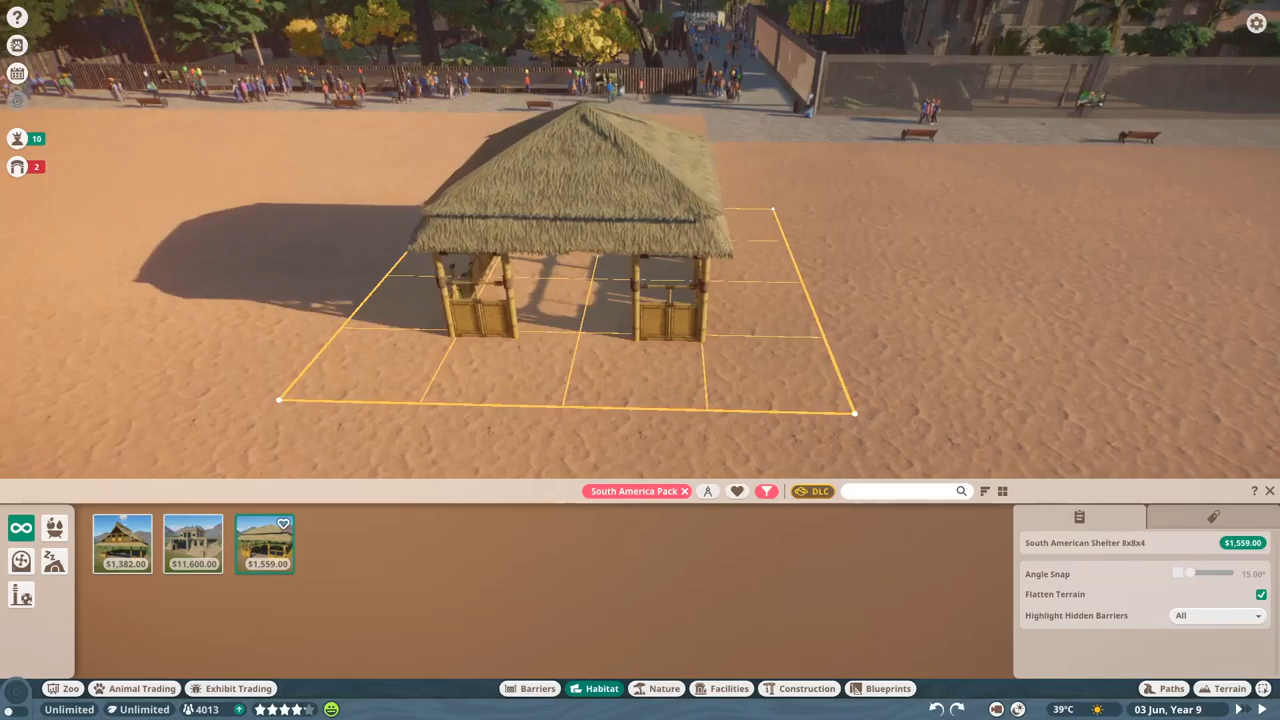 ?
10
2
South America Pack ×
DLC
? ×
$1,382.00
$11,600.00
$1,559.00
South American Shelter 8x8x4
$1,559.00
Angle Snap
15.00°
Flatten Terrain
Highlight Hidden Barriers
All
Zoo
Animal Trading
Exhibit Trading
Barriers
Habitat
Nature
Facilities
Construction
Blueprints
Paths
Terrain
Unlimited
Unlimited
4013
39°C
03 Jun, Year 9